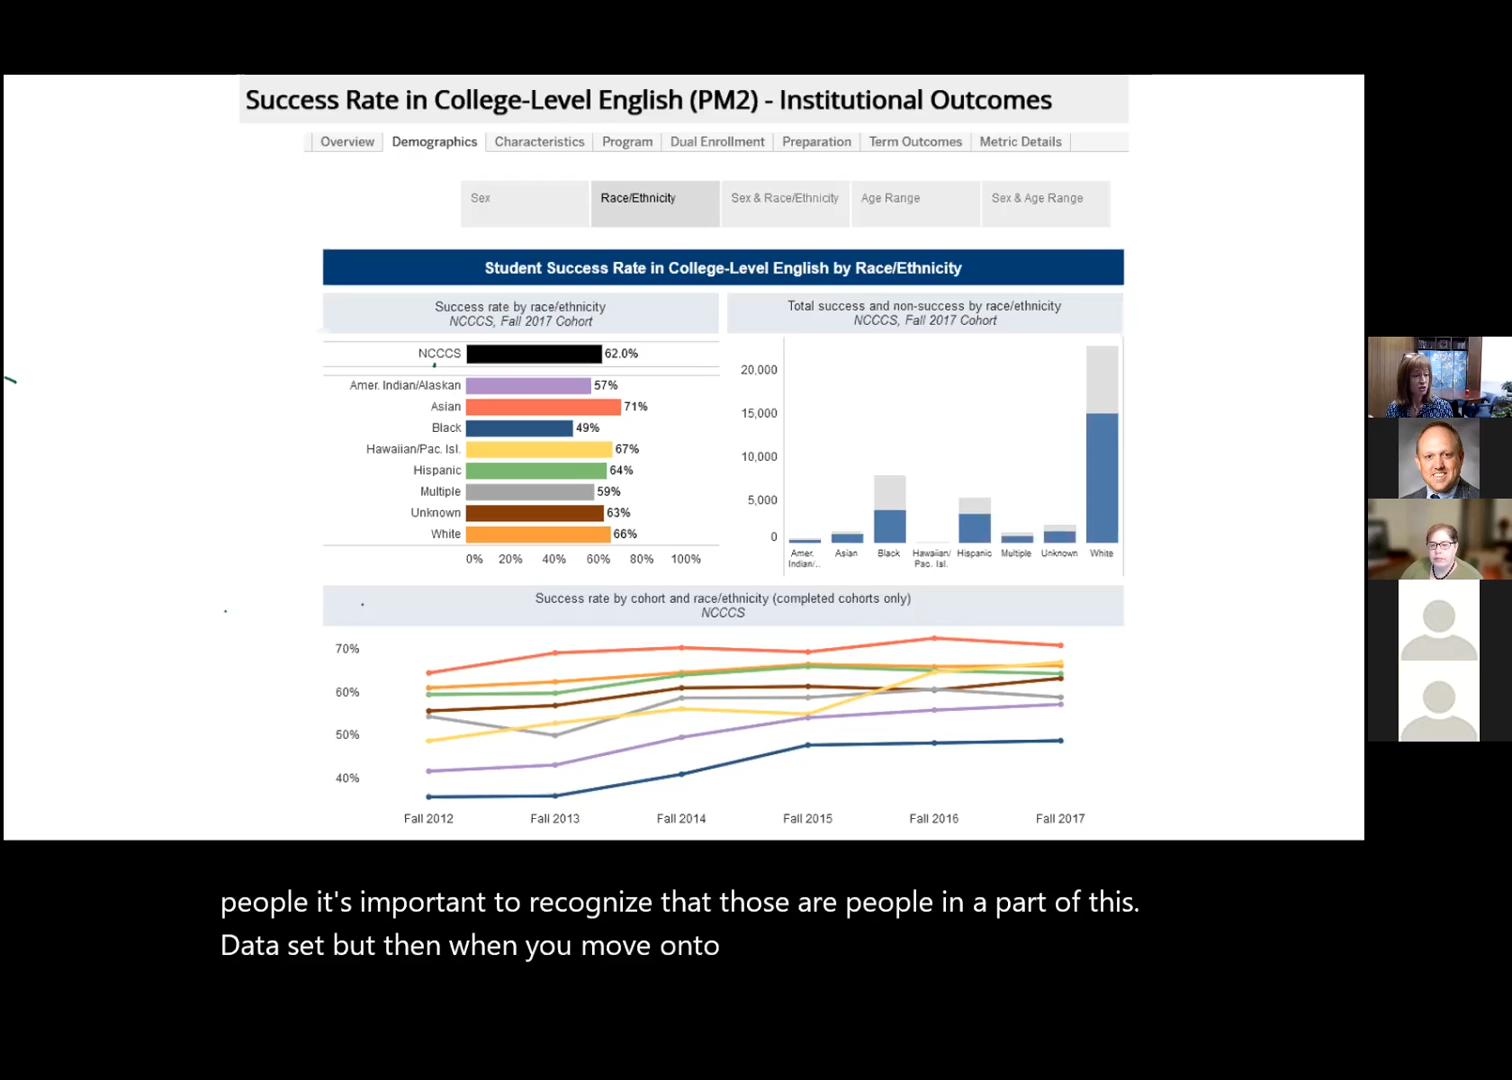 Success Rate in College-Level English (PM2) - Institutional Outcomes
Overview Demographics Characteristics Program Dual Enrollment Preparation Term Outcomes Metric Details
Sex Race/Ethnicity Sex & Race/Ethnicity Age Range Sex & Age Range
Student Success Rate in College-Level English by Race/Ethnicity
Success rate by race/ethnicity
NCCCS, Fall 2017 Cohort
NCCCS 62.0%
Amer. Indian/Alaskan 57%
Asian 71%
Black 49%
Hawaiian/Pac. Isl. 67%
Hispanic 64%
Multiple 59%
Unknown 63%
White 66%
0% 20% 40% 60% 80% 100%
Total success and non-success by race/ethnicity
NCCCS, Fall 2017 Cohort
20,000
15,000
10,000
5,000
0
Amer. Asian Black Hawaiian/ Hispanic Multiple Unknown White
Indian/.. Pac. Isl.
Success rate by cohort and race/ethnicity (completed cohorts only)
NCCCS
70%
60%
50%
40%
Fall 2012 Fall 2013 Fall 2014 Fall 2015 Fall 2016 Fall 2017
people it's important to recognize that those are people in a part of this.
Data set but then when you move onto